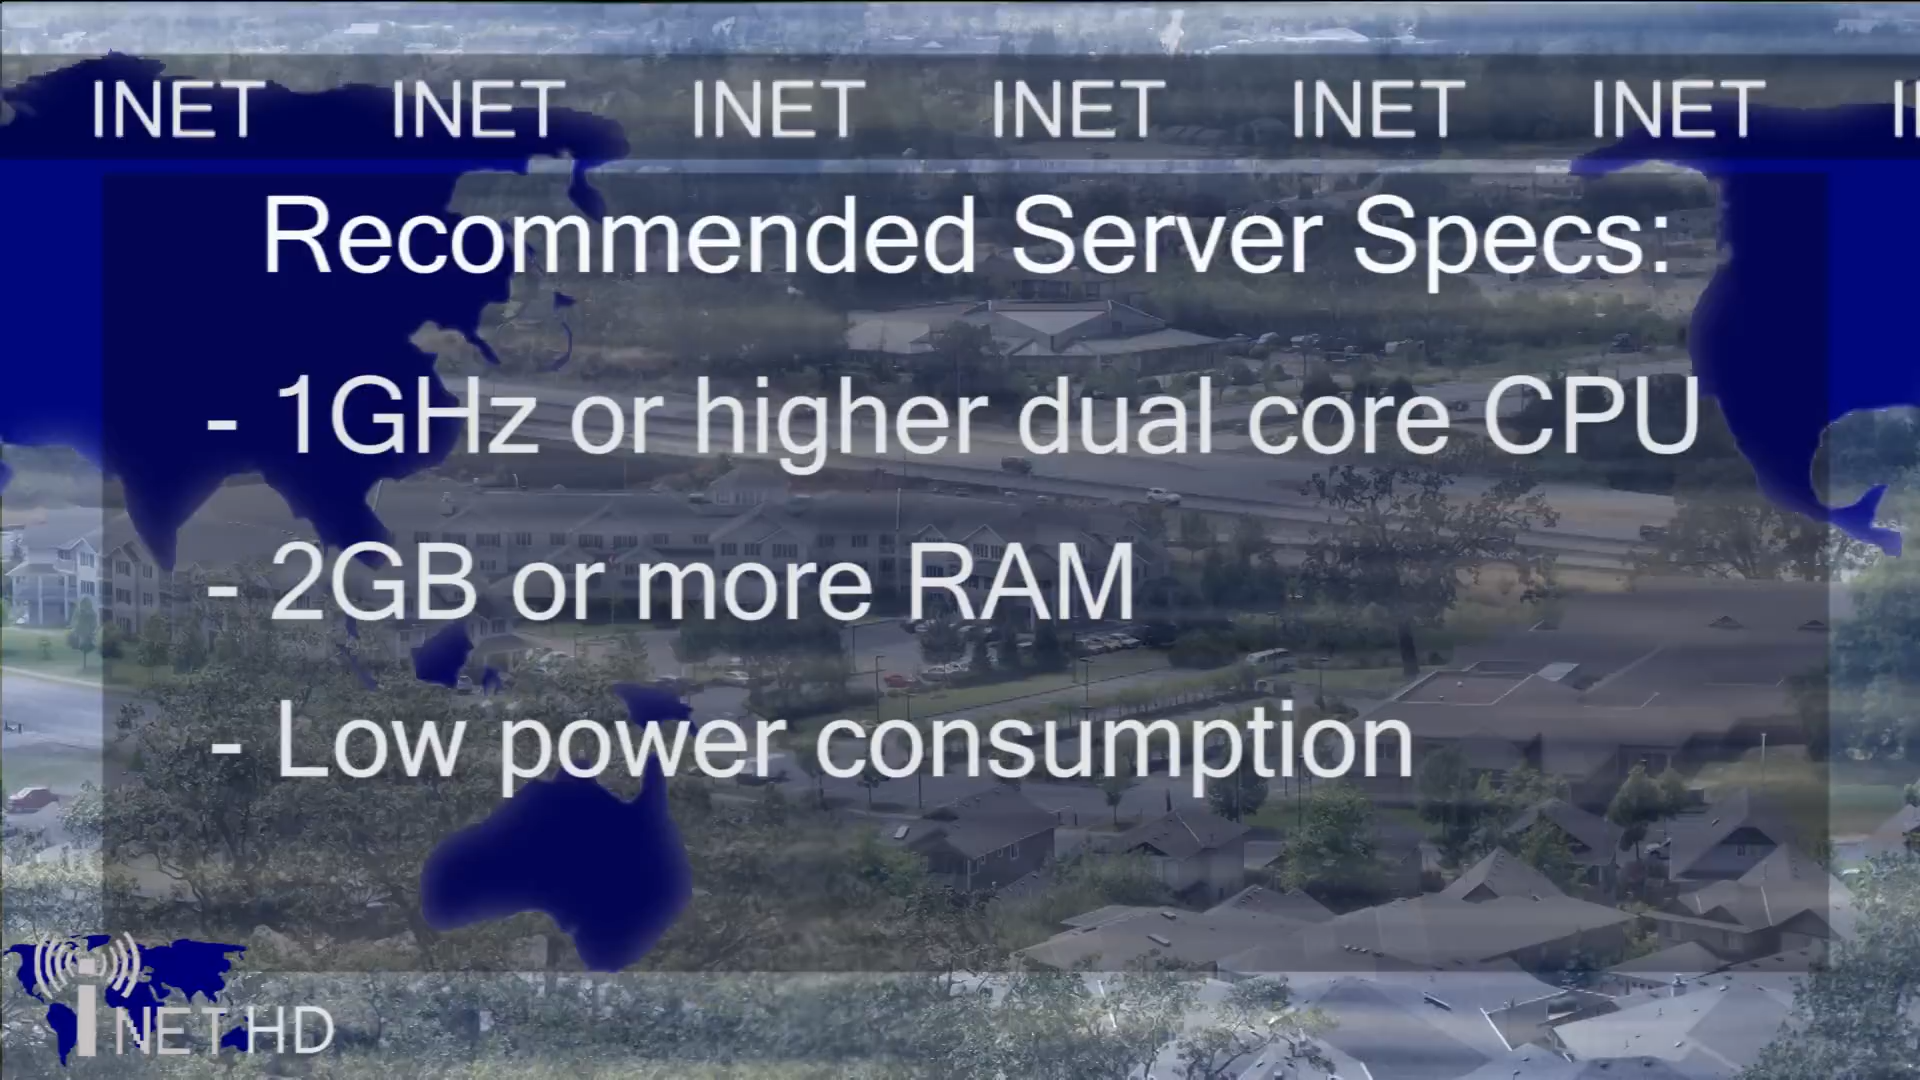 INET INET INET INET INET INET
Recommended Server Specs:
- 1GHz or higher dual core CPU
- 2GB or more RAM
- Low power consumption
iNET HD